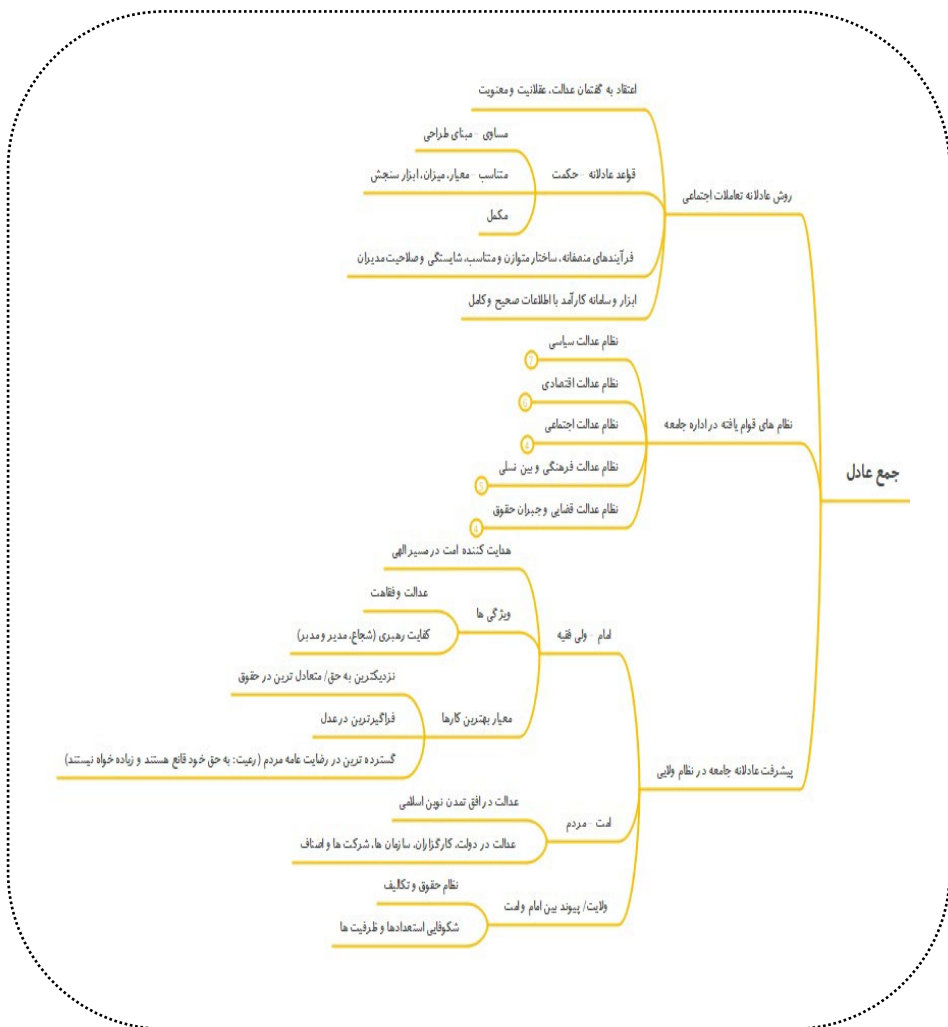 جمع عادل
روش عادلانه تعاملات اجتماعی
اعتقاد به گفتمان عدالت، عقلانیت و معنویت
قواعد عادلانه - حکمت
مساوی - مبنای طراحی
متناسب - معیار، میزان، ابزار سنجش
مکمل
فرآیندهای منصفانه، ساختار متوازن و متناسب، شایستگی و صلاحیت مدیران
ابزار و سامانه کارآمد با اطلاعات صحیح و کامل
نظام های قوام یافته در اداره جامعه
نظام عدالت سیاسی
نظام عدالت اقتصادی
6
نظام عدالت اجتماعی
4
نظام عدالت فرهنگی و بین نسلی
5
نظام عدالت قضایی و جبران حقوق
4
پیشرفت عادلانه جامعه در نظام ولایی
امام - ولی فقیه
هدایت کننده امت در مسیر الهی
ویژگی ها
عدالت و فقاهت
کفایت رهبری (شجاع، مدیر و مدبر)
معیار بهترین کارها
نزدیکترین به حق/ متعادل ترین در حقوق
فراگیرترین در عدل
گسترده ترین در رضایت عامه مردم (رعیت: به حق خود قانع هستند و زیاده خواه نیستند)
امت - مردم
عدالت در افق تمدن نوین اسلامی
عدالت در دولت، کارگزاران، سازمان ها، شرکت ها و اصناف
ولایت/ پیوند بین امام و امت
نظام حقوق و تکالیف
شکوفایی استعدادها و ظرفیت ها